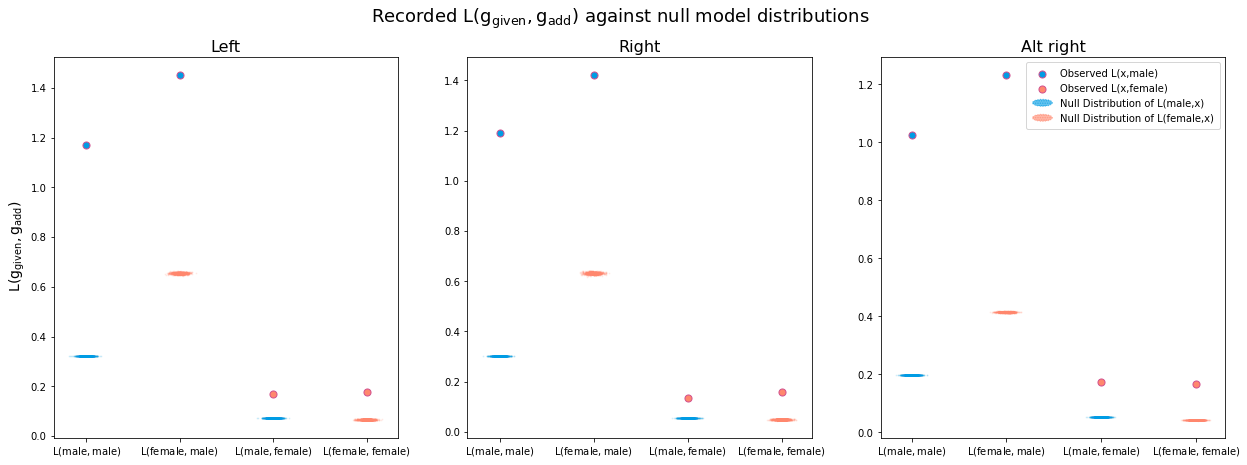 Recorded L(g_given, g_add) against null model distributions
Left
L(g_given, g_add)
1.4
1.2
1.0
0.8
0.6
0.4
0.2
0.0
L(male, male)
L(female, male)
L(male, female)
L(female, female)
Right
1.4
1.2
1.0
0.8
0.6
0.4
0.2
0.0
L(male, male)
L(female, male)
L(male, female)
L(female, female)
Alt right
1.2
1.0
0.8
0.6
0.4
0.2
0.0
L(male, male)
L(female, male)
L(male, female)
L(female, female)
Observed L(x,male)
Observed L(x,female)
Null Distribution of L(male,x)
Null Distribution of L(female,x)